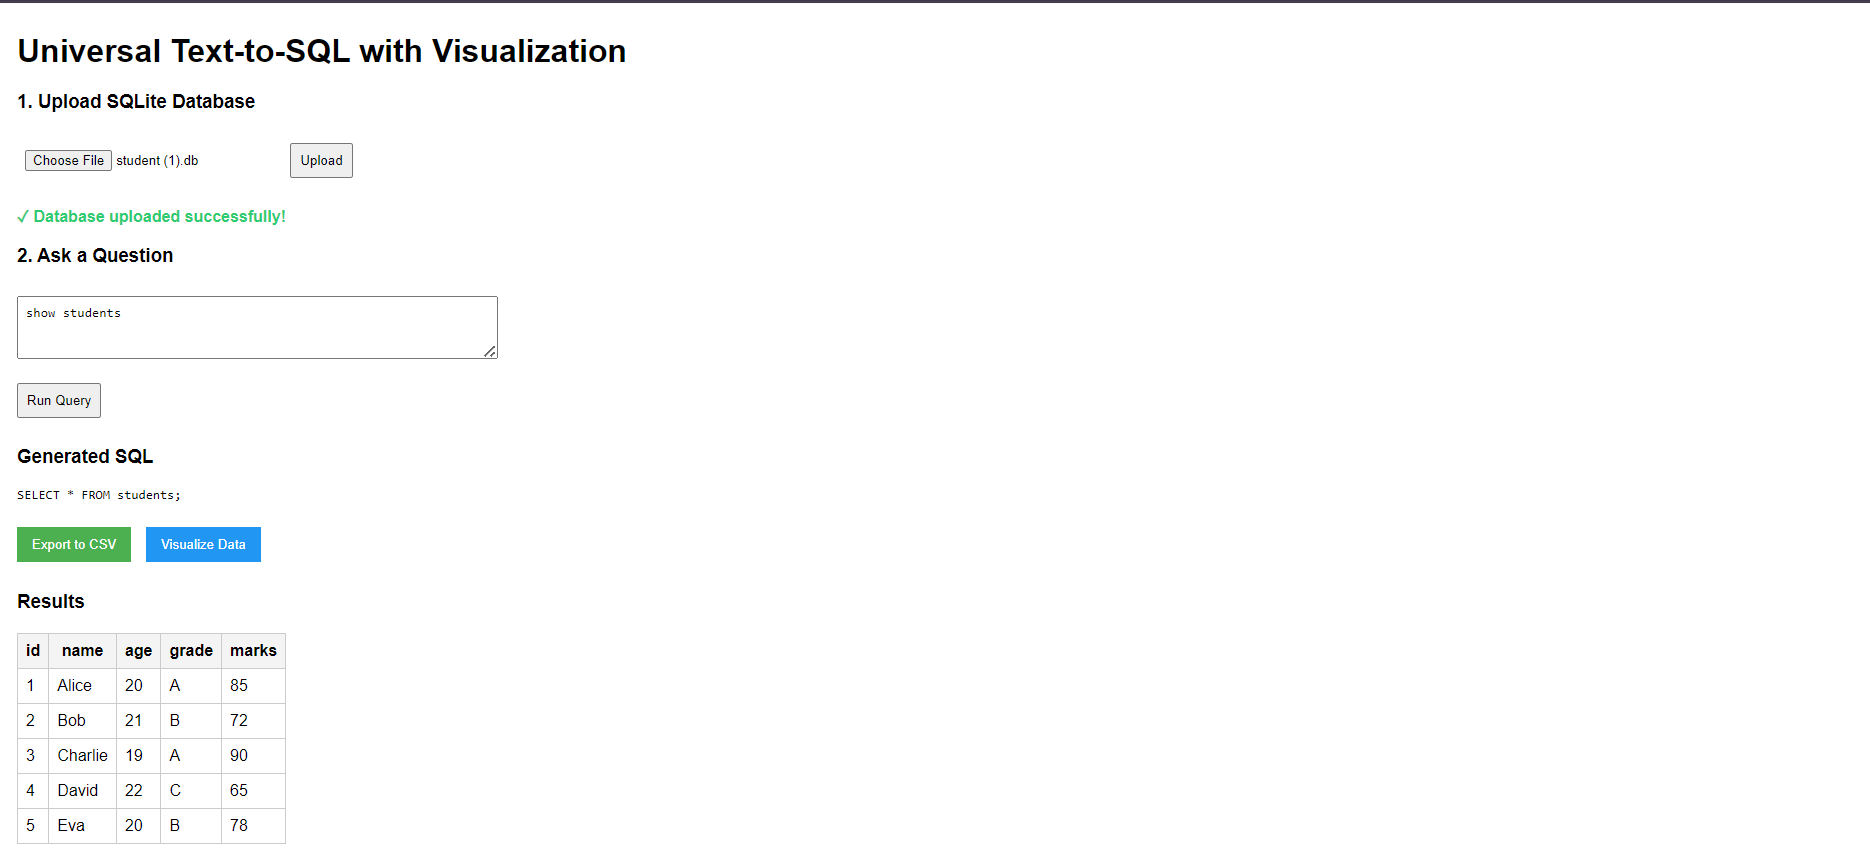 Universal Text-to-SQL with Visualization
1. Upload SQLite Database
Choose File student (1).db Upload
✓ Database uploaded successfully!
2. Ask a Question
show students
Run Query
Generated SQL
SELECT * FROM students;
Export to CSV Visualize Data
Results
id name age grade marks
1 Alice 20 A 85
2 Bob 21 B 72
3 Charlie 19 A 90
4 David 22 C 65
5 Eva 20 B 78